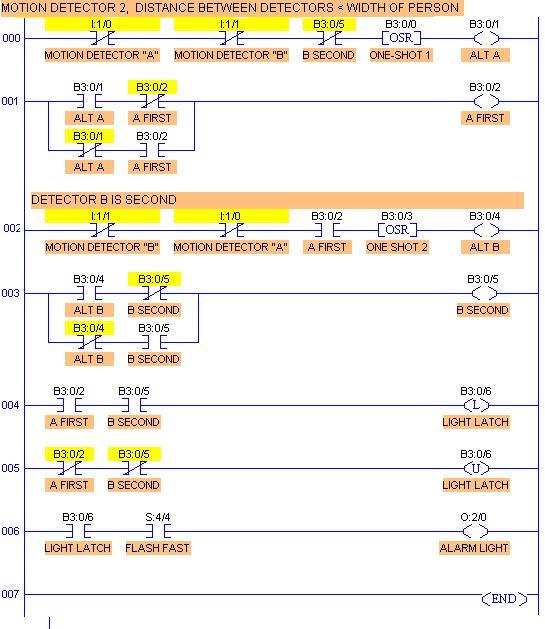 MOTION DETECTOR 2, DISTANCE BETWEEN DETECTORS < WIDTH OF PERSON
I:1/0 I:1/1 B3:0/5 B3:0/0 B3:0/1
000 OSR
MOTION DETECTOR "A" MOTION DETECTOR "B" B SECOND ONE-SHOT 1 ALT A
B3:0/1 B3:0/2 B3:0/2
001
ALT A A FIRST A FIRST
B3:0/1 B3:0/2
ALT A A FIRST
DETECTOR B IS SECOND
I:1/1 I:1/0 B3:0/2 B3:0/3 B3:0/4
002 OSR
MOTION DETECTOR "B" MOTION DETECTOR "A" A FIRST ONE SHOT 2 ALT B
B3:0/4 B3:0/5 B3:0/5
003
ALT B B SECOND B SECOND
B3:0/4 B3:0/5
ALT B B SECOND
B3:0/2 B3:0/5 B3:0/6
004 L
A FIRST B SECOND LIGHT LATCH
B3:0/2 B3:0/5 B3:0/6
005 U
A FIRST B SECOND LIGHT LATCH
B3:0/6 S:4/4 O:2/0
006
LIGHT LATCH FLASH FAST ALARM LIGHT
007 END